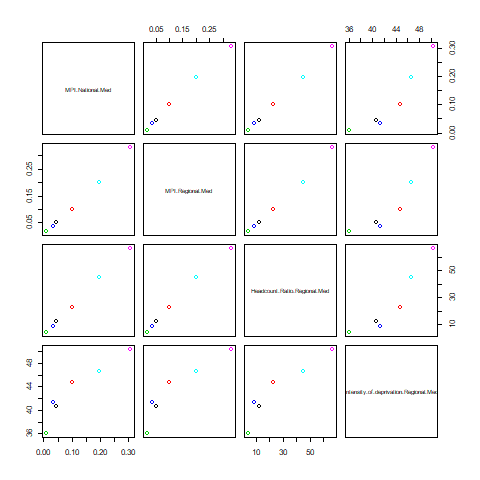 0.05 0.15 0.25
36 40 44 48
MPI.National.Med
0.00 0.10 0.20 0.30
0.05 0.15 0.25
MPI.Regional.Med
Headcount.Ratio.Regional.Med
10 30 50
36 40 44 48
ntensity.of.deprivation.Regional.Med
0.00 0.10 0.20 0.30
10 30 50